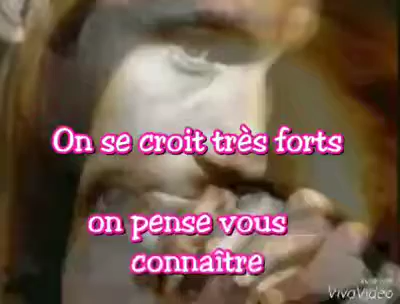 On se croit très forts
on pense vous
connaître
VivaVideo